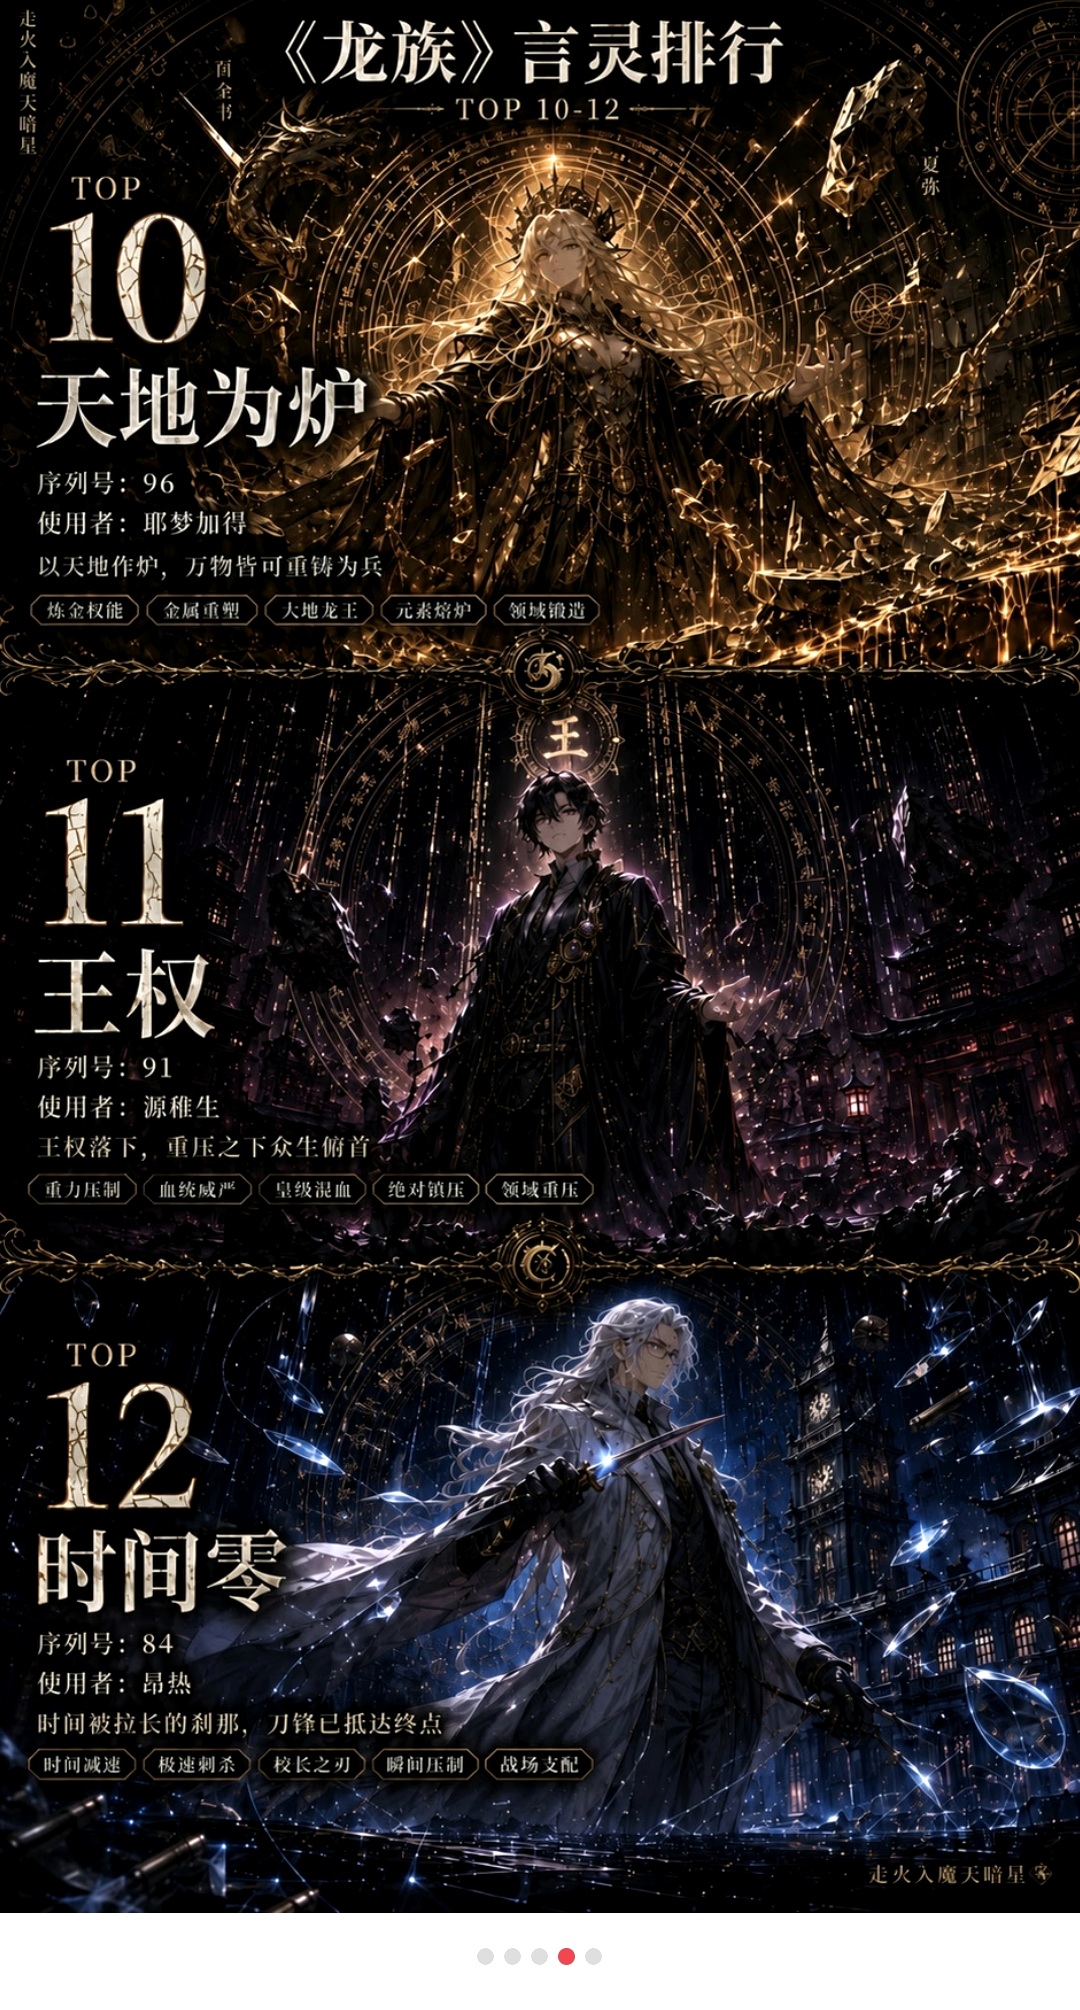 走火入魔天暗星
百全书
《龙族》言灵排行
TOP 10-12
夏弥
TOP
10
天地为炉
序列号：96
使用者：耶梦加得
以天地作炉，万物皆可重铸为兵
炼金权能 金属重塑 大地龙王 元素熔炉 领域锻造
王
TOP
11
王权
序列号：91
使用者：源稚生
王权落下，重压之下众生俯首
重力压制 血统威严 皇级混血 绝对镇压 领域重压
TOP
12
时间零
序列号：84
使用者：昂热
时间被拉长的刹那，刀锋已抵达终点
时间减速 极速刺杀 校长之刃 瞬间压制 战场支配
走火入魔天暗星